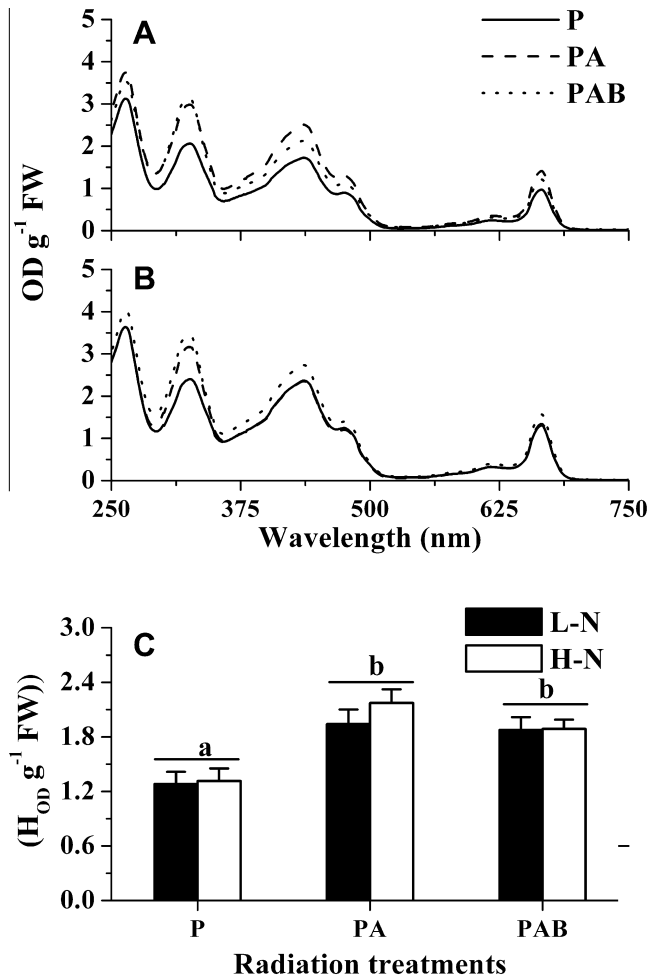 A
P
PA
PAB
5
4
3
2
1
0
B
5
4
3
2
1
0
OD g-1 FW
250 375 500 625 750
Wavelength (nm)
C
L-N
H-N
3.0
2.4
1.8
1.2
0.6
0.0
a
b
b
(HOD g-1 FW))
P PA PAB
Radiation treatments